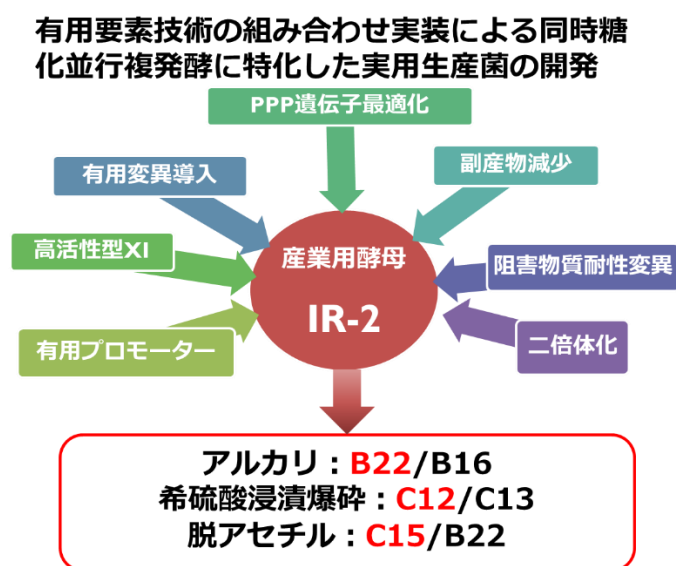 有用要素技術の組み合わせ実装による同時糖
化並行複発酵に特化した実用生産菌の開発
PPP遺伝子最適化
有用変異導入
副産物減少
高活性型XI
産業用酵母
阻害物質耐性変異
IR-2
有用プロモーター
二倍体化
アルカリ：B22/B16
希硫酸浸漬爆砕：C12/C13
脱アセチル：C15/B22